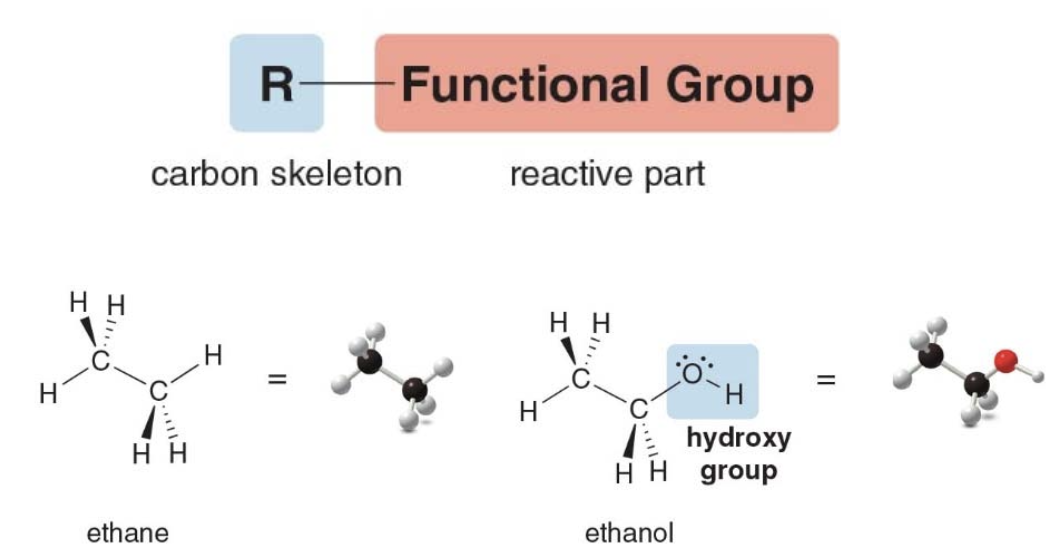 R Functional Group
carbon skeleton reactive part
H H
H
C
C
H
H H
=
H H
C
H
C
O
H
H H
hydroxy
group
=
ethane
ethanol